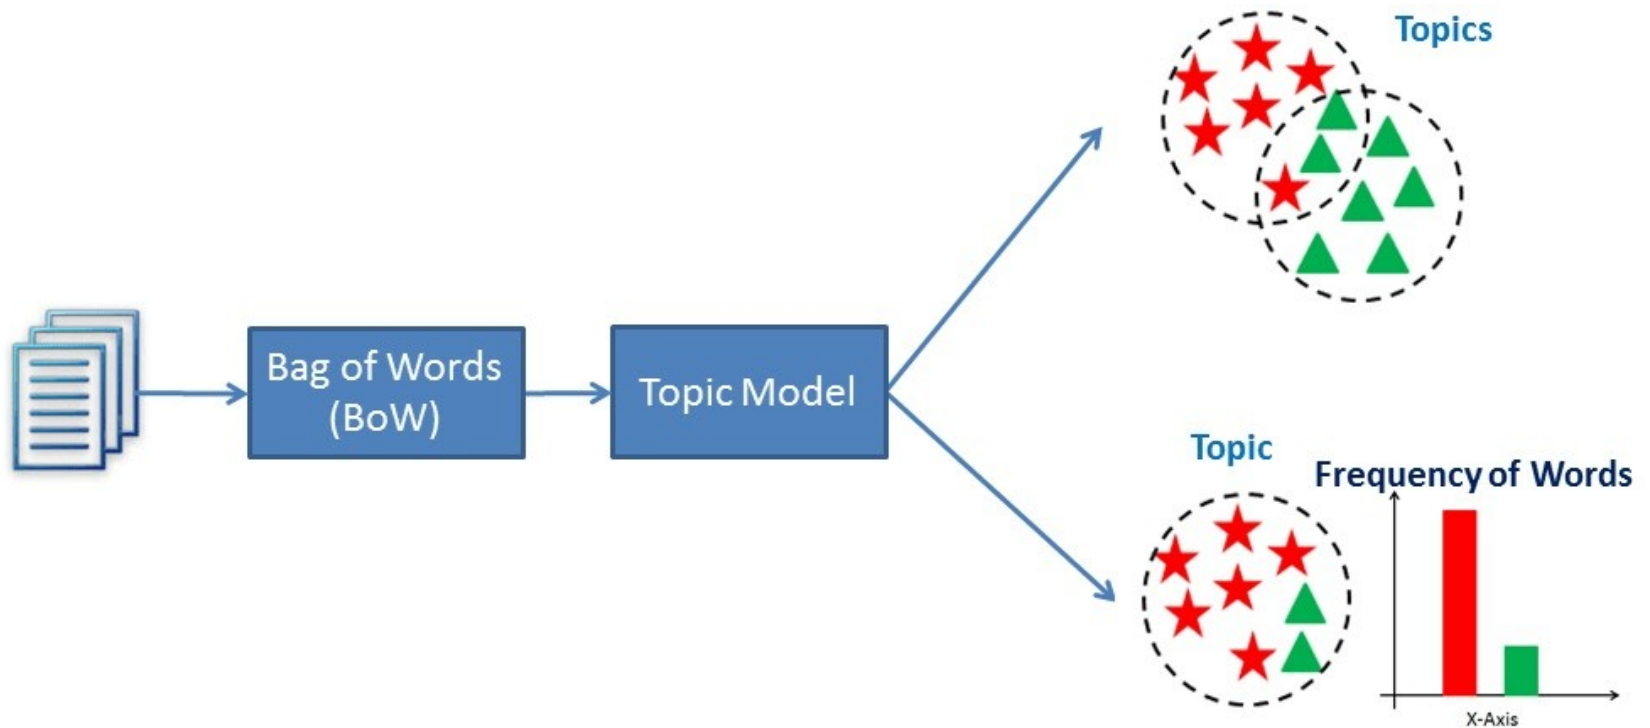 Topics
Bag of Words
(BoW)
Topic Model
Topic
Frequency of Words
X-Axis